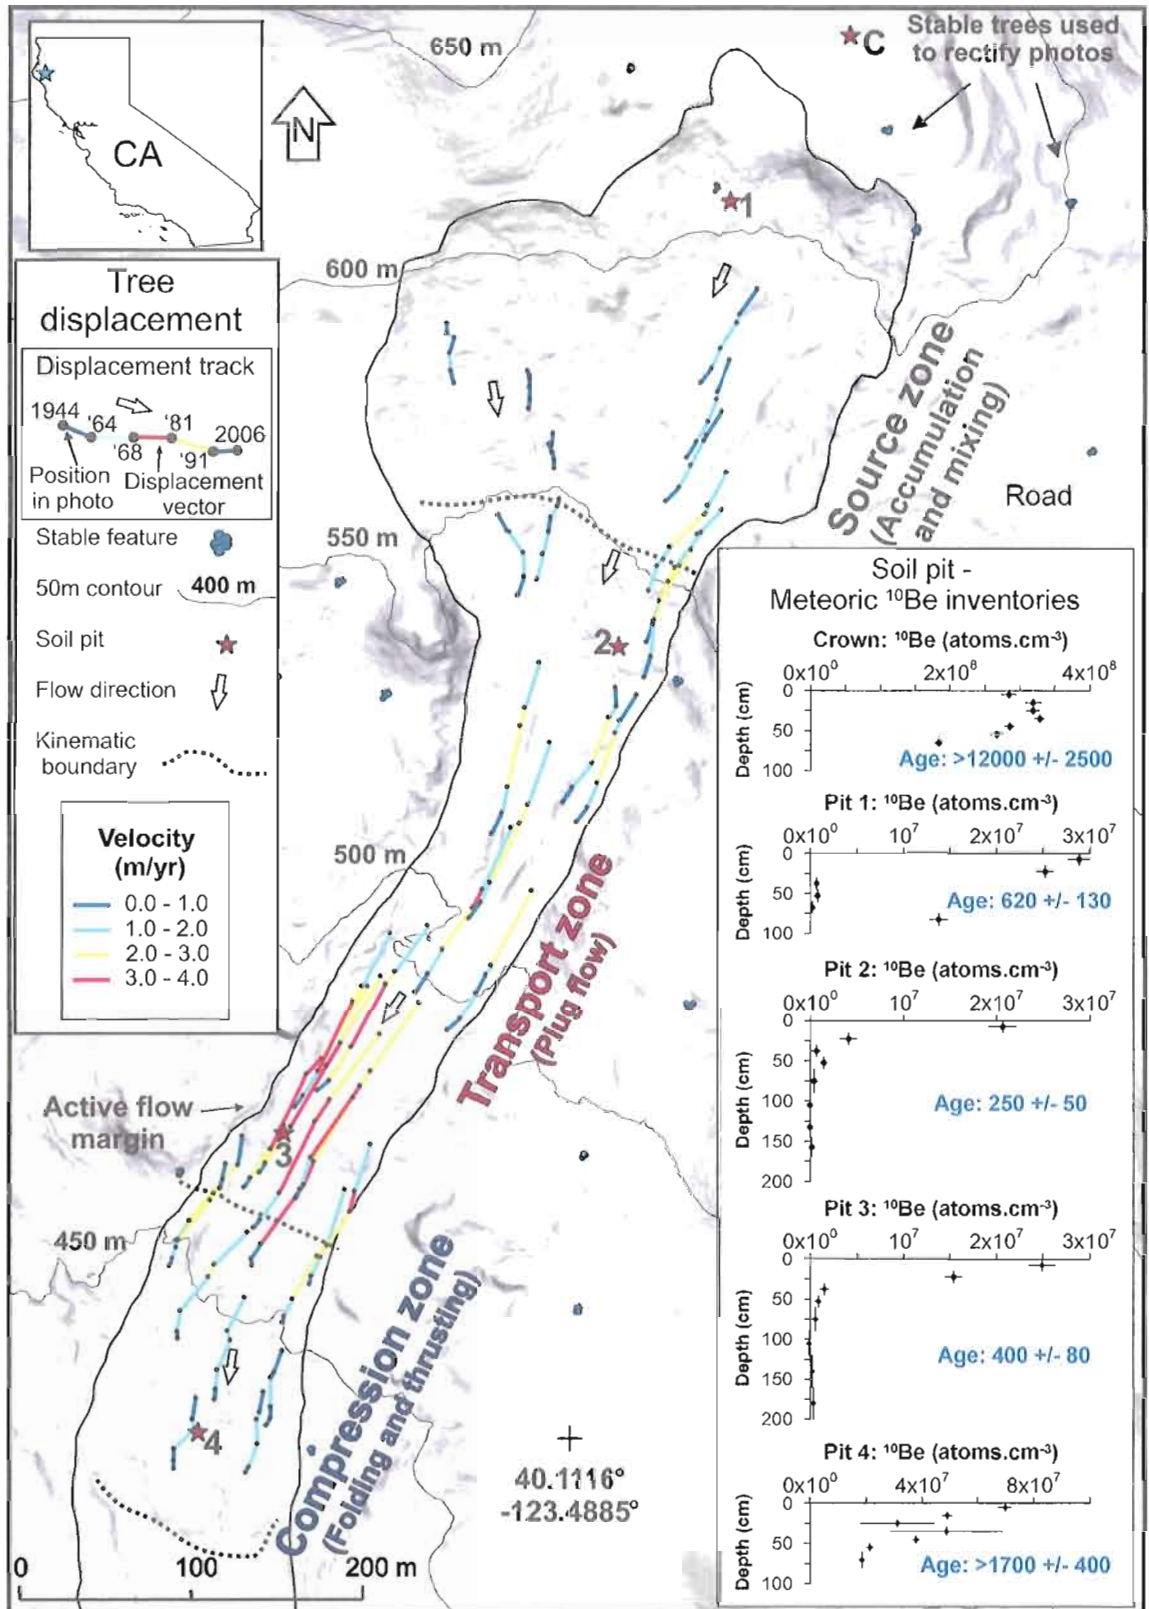 650 m
C
Stable trees used
to rectify photos
N
CA
1
600 m
Tree
displacement
Displacement track
1944
'64
'68
'81
'91
2006
Position
in photo
Displacement
vector
Stable feature
50m contour
400 m
Soil pit
Flow direction
Kinematic
boundary
Velocity
(m/yr)
0.0 - 1.0
1.0 - 2.0
2.0 - 3.0
3.0 - 4.0
Source zone
(Accumulation
and mixing)
Road
550 m
2
500 m
Transport zone
(Plug flow)
Active flow
margin
3
450 m
Compression zone
(Folding and thrusting)
4
40.1116°
-123.4885°
0 100 200 m
Soil pit -
Meteoric ¹⁰Be inventories
Crown: ¹⁰Be (atoms.cm⁻³)
0x10⁰ 2x10⁸ 4x10⁸
Depth (cm)
0
50
100
Age: >12000 +/- 2500
Pit 1: ¹⁰Be (atoms.cm⁻³)
0x10⁰ 10⁷ 2x10⁷ 3x10⁷
Depth (cm)
0
50
100
Age: 620 +/- 130
Pit 2: ¹⁰Be (atoms.cm⁻³)
0x10⁰ 10⁷ 2x10⁷ 3x10⁷
Depth (cm)
0
50
100
150
200
Age: 250 +/- 50
Pit 3: ¹⁰Be (atoms.cm⁻³)
0x10⁰ 10⁷ 2x10⁷ 3x10⁷
Depth (cm)
0
50
100
150
200
Age: 400 +/- 80
Pit 4: ¹⁰Be (atoms.cm⁻³)
0x10⁰ 4x10⁷ 8x10⁷
Depth (cm)
0
50
100
Age: >1700 +/- 400